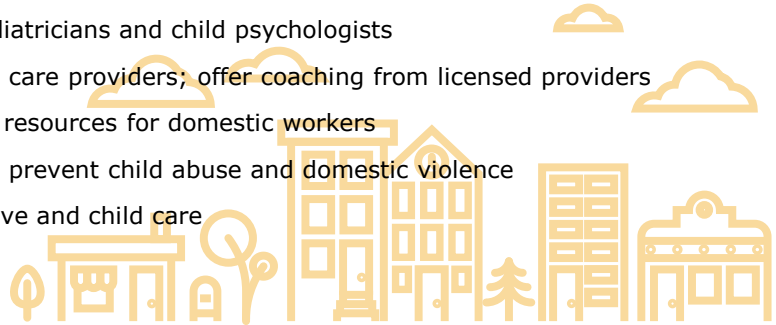 diatricians and child psychologists
care providers; offer coaching from licensed providers
resources for domestic workers
prevent child abuse and domestic violence
ve and child care